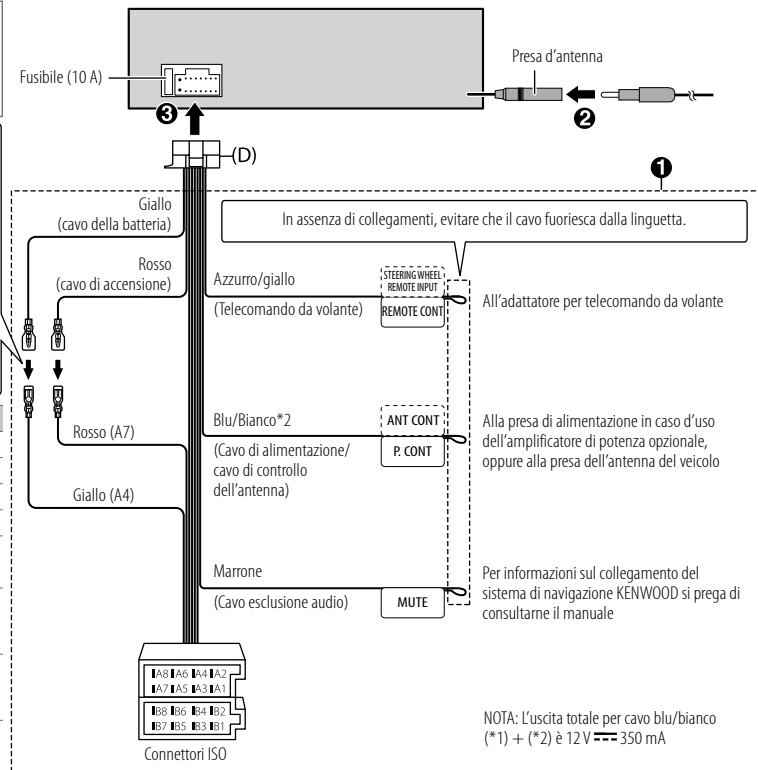 Presa d'antenna
Fusibile (10 A)
❸
❷
(D)
❶
Giallo
(cavo della batteria)
In assenza di collegamenti, evitare che il cavo fuoriesca dalla linguetta.
Rosso
(cavo di accensione)
Azzurro/giallo
(Telecomando da volante)
STEERING WHEEL
REMOTE INPUT
REMOTE CONT
All'adattatore per telecomando da volante
Rosso (A7)
Blu/Bianco*2
(Cavo di alimentazione/
cavo di controllo
dell'antenna)
ANT CONT
P. CONT
Alla presa di alimentazione in caso d'uso
dell'amplificatore di potenza opzionale,
oppure alla presa dell'antenna del veicolo
Giallo (A4)
Marrone
(Cavo esclusione audio)
MUTE
Per informazioni sul collegamento del
sistema di navigazione KENWOOD si prega di
consultarne il manuale
A8 A6 A4 A2
A7 A5 A3 A1
B8 B6 B4 B2
B7 B5 B3 B1
Connettori ISO
NOTA: L'uscita totale per cavo blu/bianco
(*1) + (*2) è 12 V ⎓ 350 mA